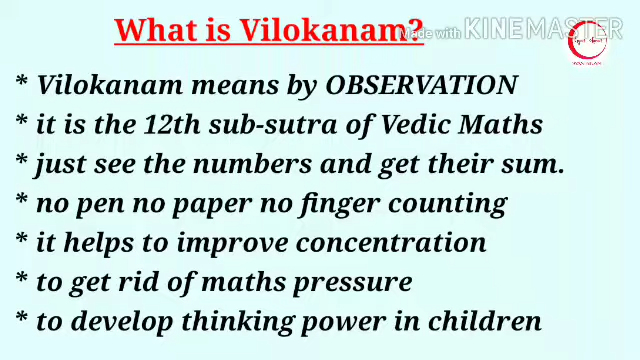 What is Vilokanam?
Made with KINEMASTER
* Vilokanam means by OBSERVATION
* it is the 12th sub-sutra of Vedic Maths
* just see the numbers and get their sum.
* no pen no paper no finger counting
* it helps to improve concentration
* to get rid of maths pressure
* to develop thinking power in children